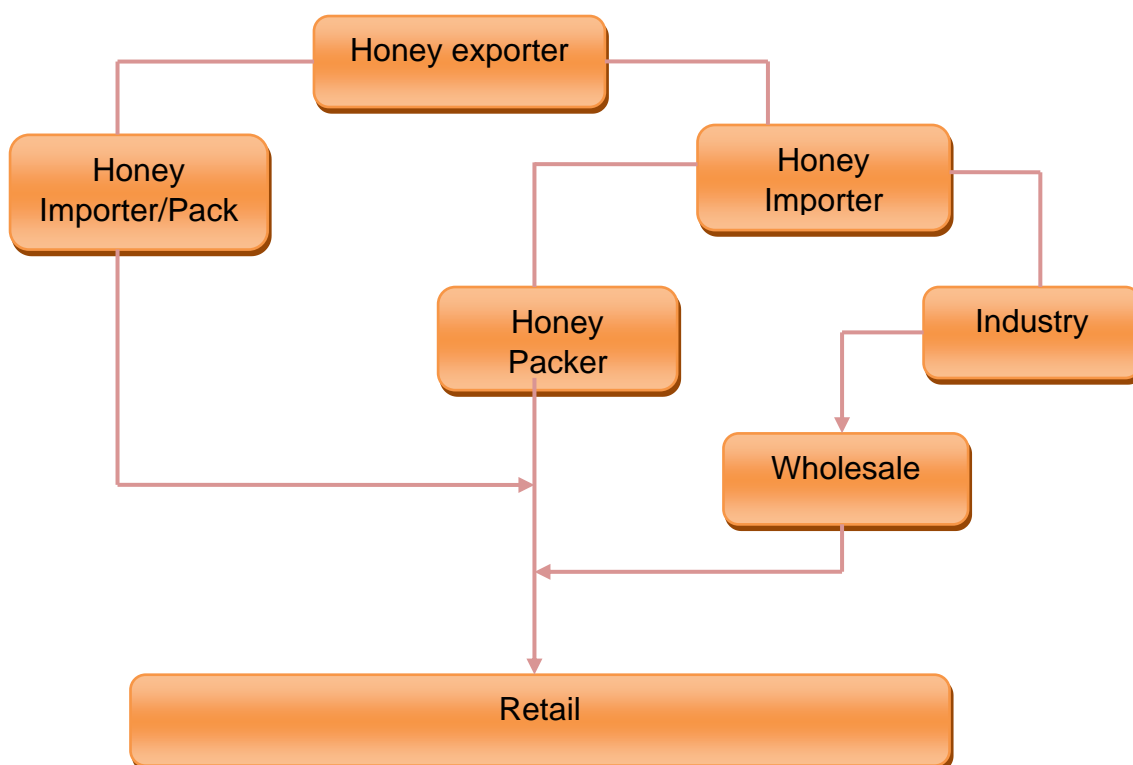 Honey exporter
Honey
Importer/Pack
Honey
Importer
Honey
Packer
Industry
Wholesale
Retail